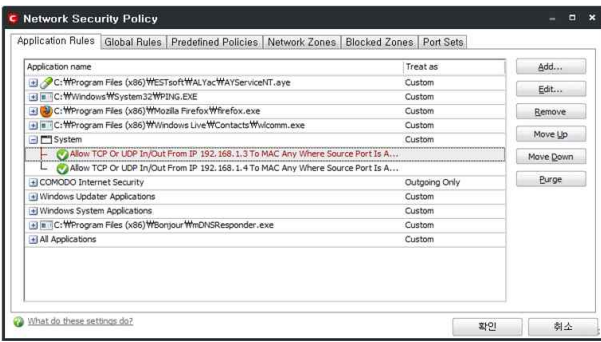 Network Security Policy
Application Rules Global Rules Predefined Policies Network Zones Blocked Zones Port Sets
Application name Treat as
C:₩Program Files (x86)₩ESTsoft₩ALYac₩AYServiceNT.aye Custom
C:₩Windows₩System32₩PING.EXE Custom
C:₩Program Files (x86)₩Mozilla Firefox₩firefox.exe Custom
C:₩Program Files (x86)₩Windows Live₩Contacts₩wlcomm.exe Custom
System Custom
Allow TCP Or UDP In/Out From IP 192.168.1.3 To MAC Any Where Source Port Is A...
Allow TCP Or UDP In/Out From IP 192.168.1.4 To MAC Any Where Source Port Is A...
COMODO Internet Security Outgoing Only
Windows Updater Applications Custom
Windows System Applications Custom
C:₩Program Files (x86)₩Bonjour₩mDNSResponder.exe Custom
All Applications Custom
Add...
Edit...
Remove
Move Up
Move Down
Purge
What do these settings do?
확인 취소